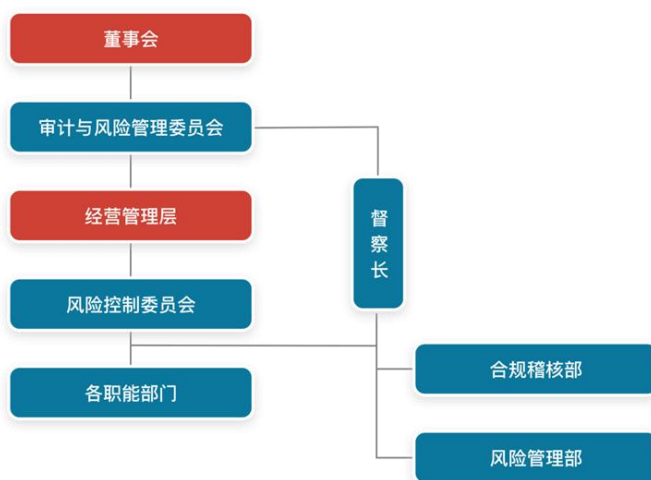 董事会
审计与风险管理委员会
经营管理层
督察长
风险控制委员会
合规稽核部
各职能部门
风险管理部